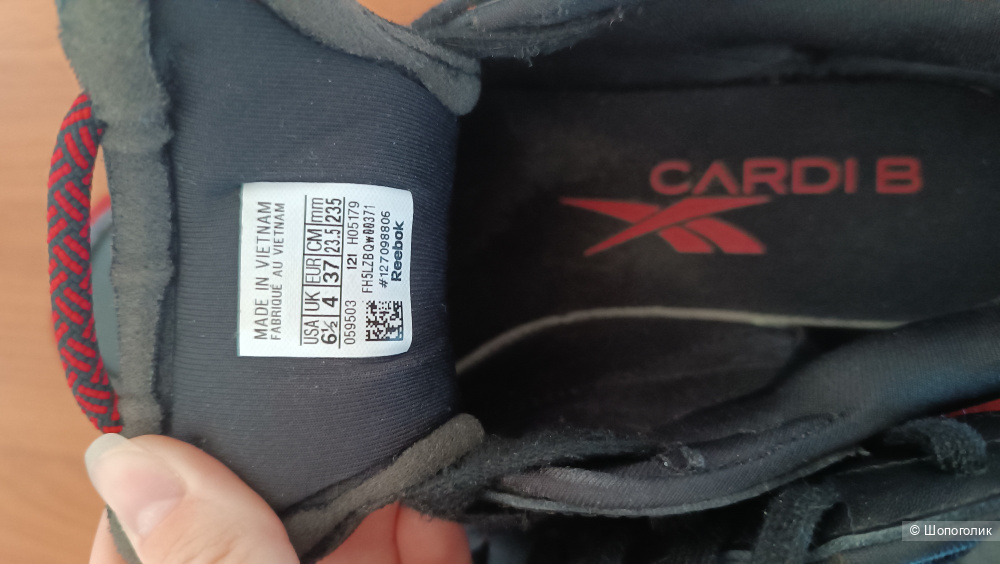 MADE IN VIETNAM
FABRIQUÉ AU VIETNAM
USA UK EUR CM mm
6½ 4 37 23.5 235
059503 12I H05179
FH5LZBQW00371
#127098806
Reebok
CARDI B
© Шопоголик